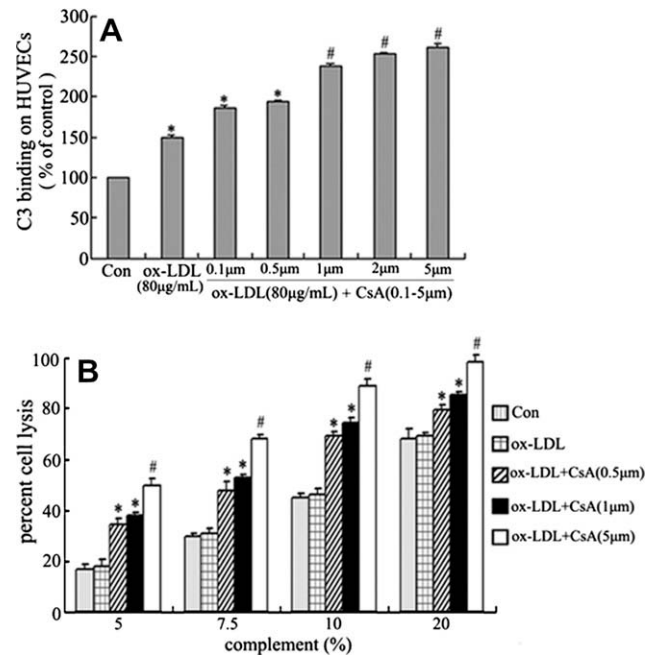 A
C3 binding on HUVECs
( % of control)
300
250
200
150
100
50
0
*
*
*
#
#
#
Con
ox-LDL
(80μg/mL)
0.1μm
0.5μm
1μm
2μm
5μm
ox-LDL(80μg/mL) + CsA(0.1-5μm)
B
percent cell lysis
100
80
60
40
20
0
*
*
#
*
*
#
*
*
#
*
*
#
5
7.5
10
20
complement (%)
Con
ox-LDL
ox-LDL+CsA(0.5μm)
ox-LDL+CsA(1μm)
ox-LDL+CsA(5μm)